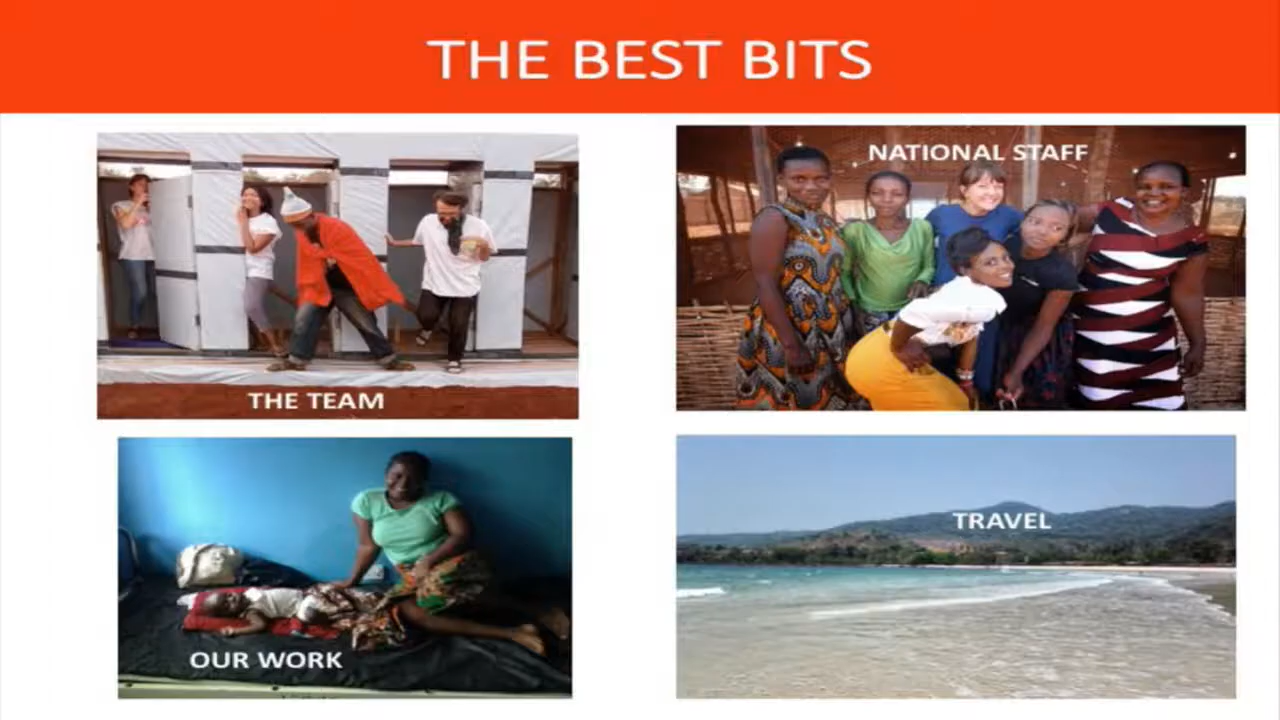 THE BEST BITS
THE TEAM
NATIONAL STAFF
OUR WORK
TRAVEL